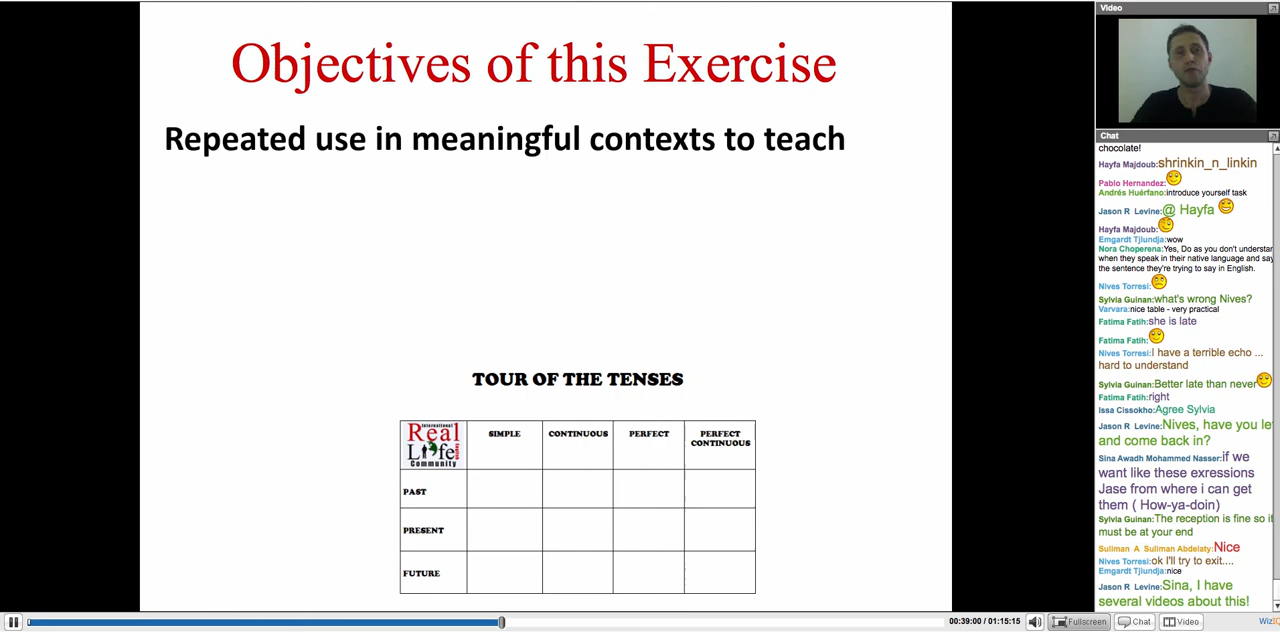 Objectives of this Exercise
Repeated use in meaningful contexts to teach
TOUR OF THE TENSES
International
Real
Life
Community
SIMPLE
CONTINUOUS
PERFECT
PERFECT
CONTINUOUS
PAST
PRESENT
FUTURE
Video
Chat
chocolate!
Hayfa Majdoub:shrinkin_n_linkin
Pablo Hernandez:
Andrés Huérfano:introduce yourself task
Jason R Levine:@ Hayfa
Hayfa Majdoub:
Emgardt Tjiundja:wow
Nora Choperena:Yes, Do as you don't understan
when they speak in their native language and say
the sentence they're trying to say in English.
Nives Torresi:
Sylvia Guinan:what's wrong Nives?
Varvara:nice table - very practical
Fatima Fatih:she is late
Fatima Fatih:
Nives Torresi:I have a terrible echo ...
hard to understand
Sylvia Guinan:Better late than never
Fatima Fatih:right
Issa Cissokho:Agree Sylvia
Jason R Levine:Nives, have you le
and come back in?
Sina Awadh Mohammed Nasser:if we
want like these exressions
Jase from where i can get
them ( How-ya-doin)
Sylvia Guinan:The reception is fine so it
must be at your end
Suliman A Suliman Abdelaty:Nice
Nives Torresi:ok I'll try to exit....
Emgardt Tjiundja:nice
Jason R Levine:Sina, I have
several videos about this!
00:39:00 / 01:15:15
Fullscreen
Chat
Video
WizIQ